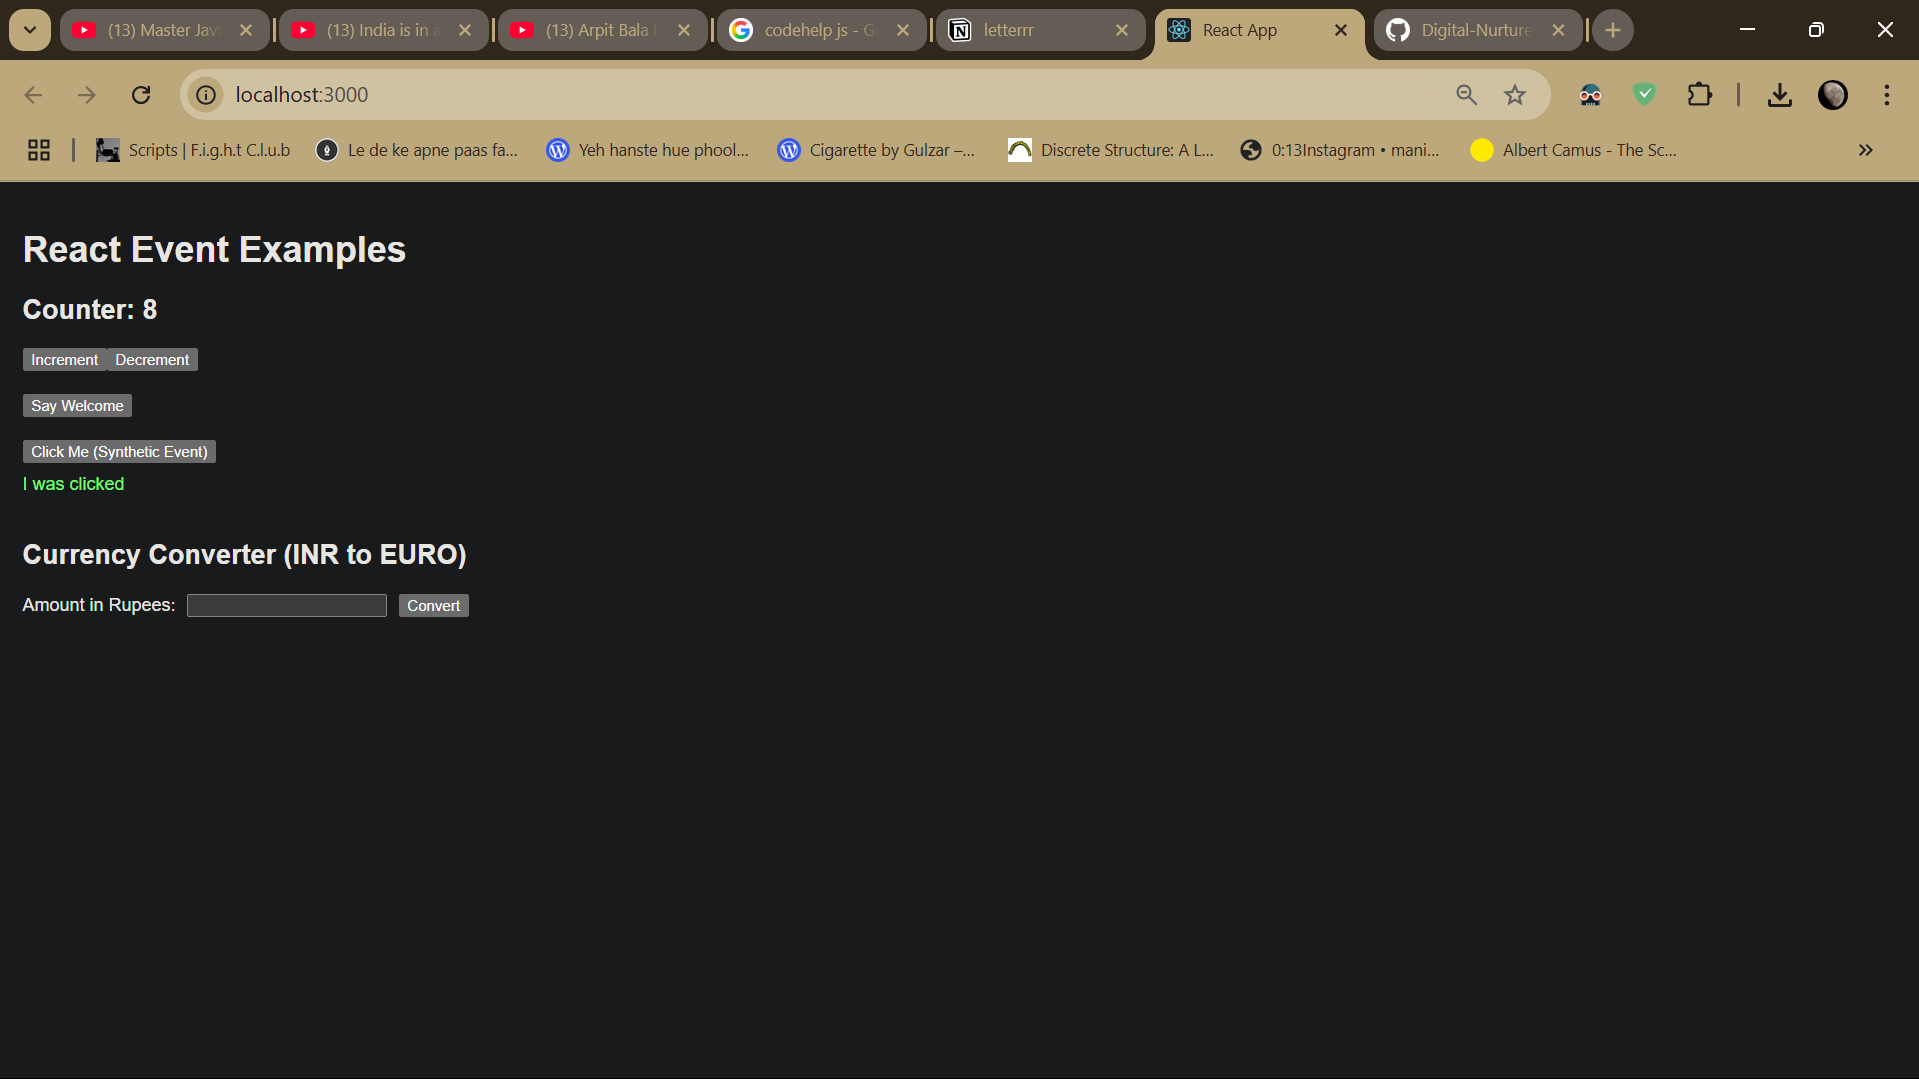 (13) Master Jav
(13) India is in a
(13) Arpit Bala b
codehelp js - G
letterrr
React App
Digital-Nurture
localhost:3000
Scripts | F.i.g.h.t C.l.u.b
Le de ke apne paas fa...
Yeh hanste hue phool...
Cigarette by Gulzar –...
Discrete Structure: A L...
0:13Instagram • mani...
Albert Camus - The Sc...
React Event Examples
Counter: 8
Increment Decrement
Say Welcome
Click Me (Synthetic Event)
I was clicked
Currency Converter (INR to EURO)
Amount in Rupees: Convert